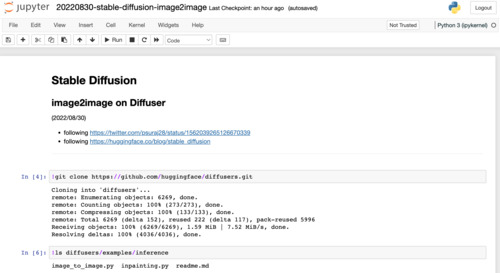 jupyter 20220830-stable-diffusion-image2image Last Checkpoint: an hour ago (autosaved)
Logout
File Edit View Insert Cell Kernel Widgets Help
Not Trusted
Python 3 (ipykernel)
Run
Code
Stable Diffusion
image2image on Diffuser
(2022/08/30)
following https://twitter.com/psuraj28/status/1562039265126670339
following https://huggingface.co/blog/stable_diffusion
In [4]: !git clone https://github.com/huggingface/diffusers.git
Cloning into 'diffusers'...
remote: Enumerating objects: 6269, done.
remote: Counting objects: 100% (273/273), done.
remote: Compressing objects: 100% (133/133), done.
remote: Total 6269 (delta 152), reused 222 (delta 117), pack-reused 5996
Receiving objects: 100% (6269/6269), 1.59 MiB | 7.52 MiB/s, done.
Resolving deltas: 100% (4036/4036), done.
In [6]: !ls diffusers/examples/inference
image_to_image.py inpainting.py readme.md